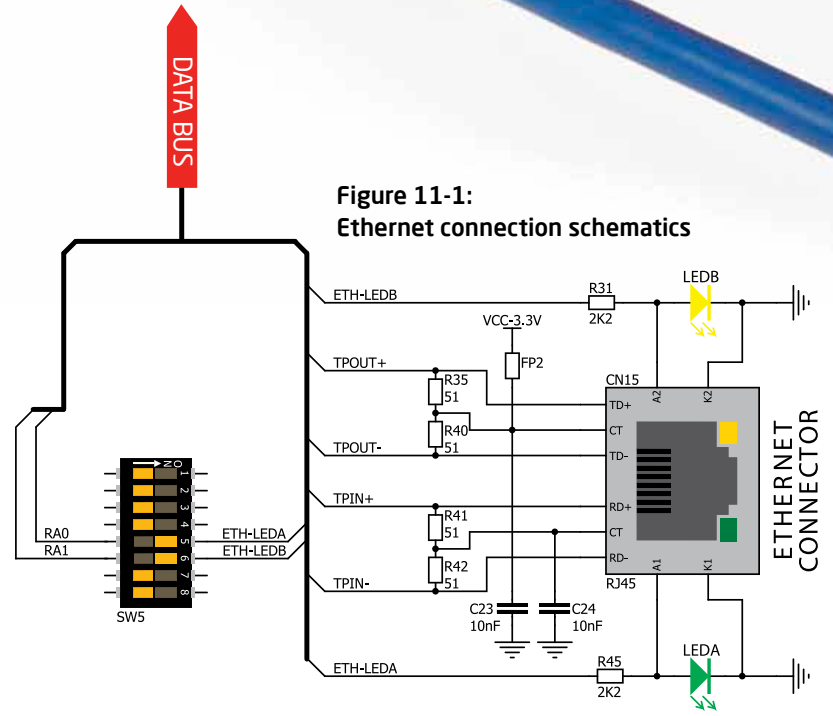 DATA BUS
Figure 11-1:
Ethernet connection schematics
ETH-LEDB
R31
2K2
LEDB
VCC-3.3V
FP2
TPOUT+
R35
51
CN15
A2
K2
TD+
R40
51
CT
TPOUT-
TD-
TPIN+
RD+
R41
51
CT
R42
51
RD-
TPIN-
A1
K1
RJ45
ETHERNET
CONNECTOR
C23
10nF
C24
10nF
ETH-LEDA
R45
2K2
LEDA
RA0
RA1
ON
1
2
3
4
5
6
7
8
ETH-LEDA
ETH-LEDB
SW5